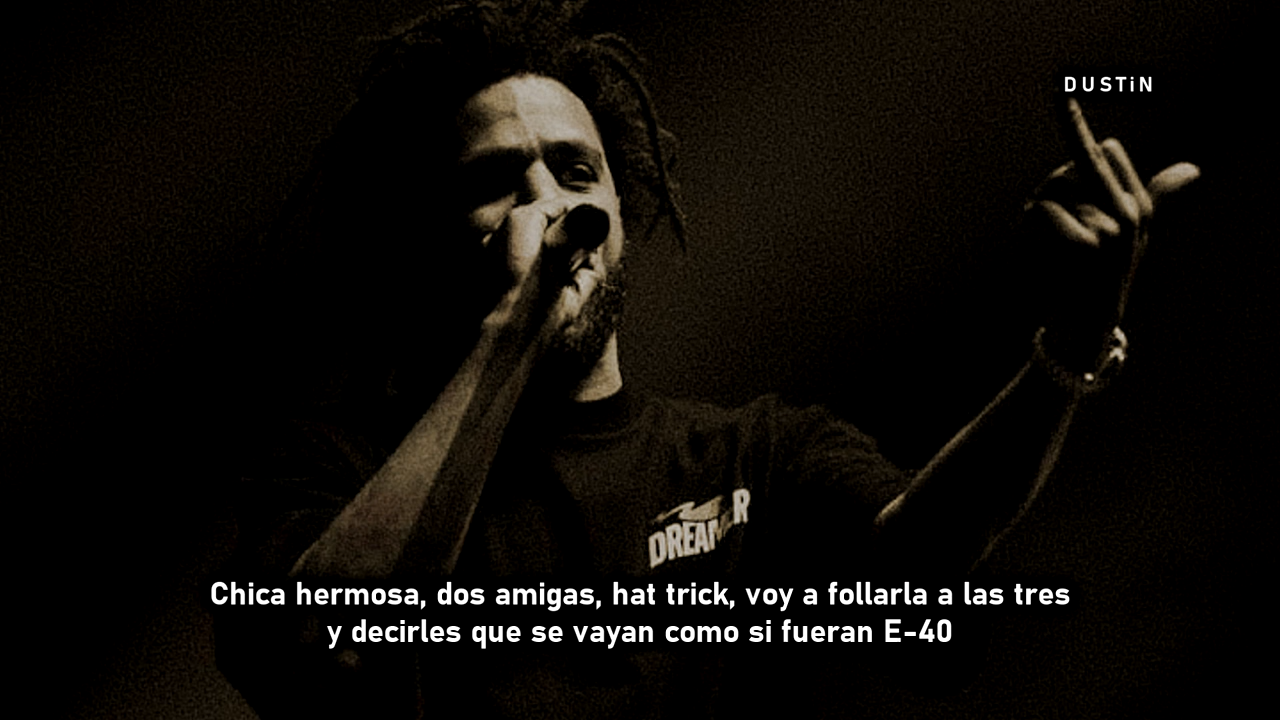 DUSTiN
DREAMER
Chica hermosa, dos amigas, hat trick, voy a follarla a las tres
y decirles que se vayan como si fueran E-40